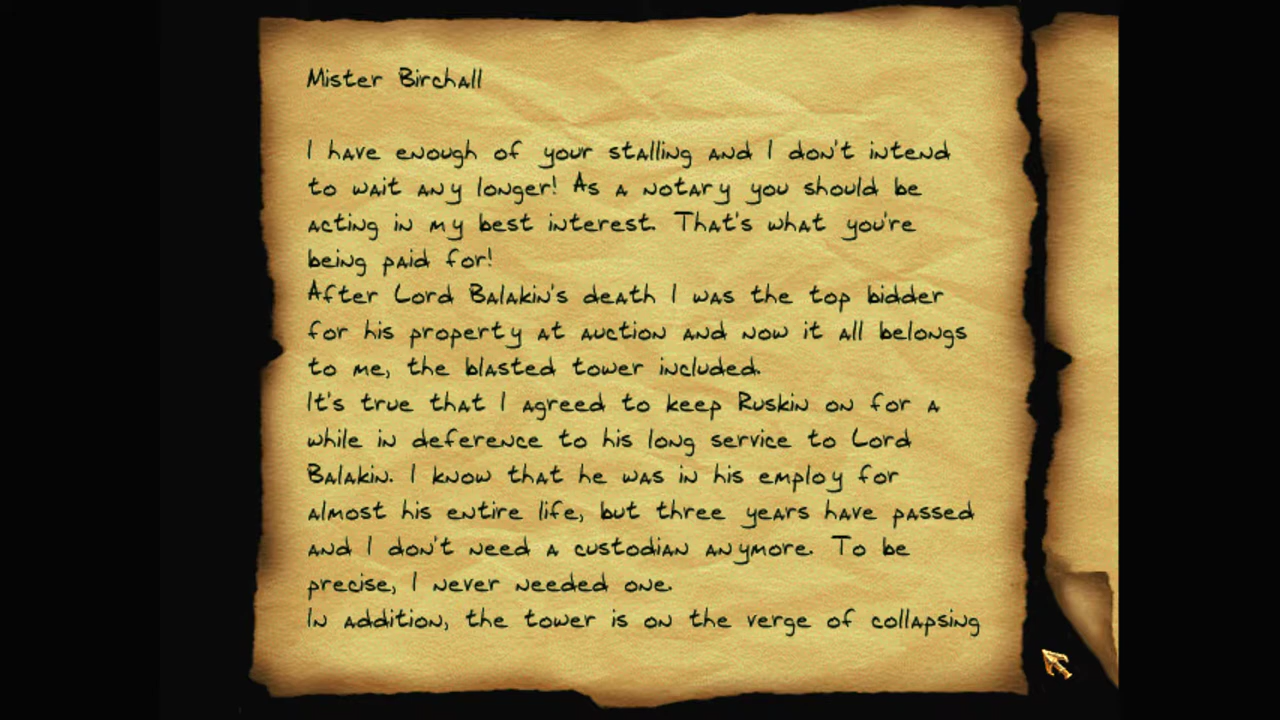 Mister Birchall
I have enough of your stalling and I don't intend
to wait any longer! As a notary you should be
acting in my best interest. That's what you're
being paid for!
After Lord Balakin's death I was the top bidder
for his property at auction and now it all belongs
to me, the blasted tower included.
It's true that I agreed to keep Ruskin on for a
while in deference to his long service to Lord
Balakin. I know that he was in his employ for
almost his entire life, but three years have passed
and I don't need a custodian anymore. To be
precise, I never needed one.
In addition, the tower is on the verge of collapsing